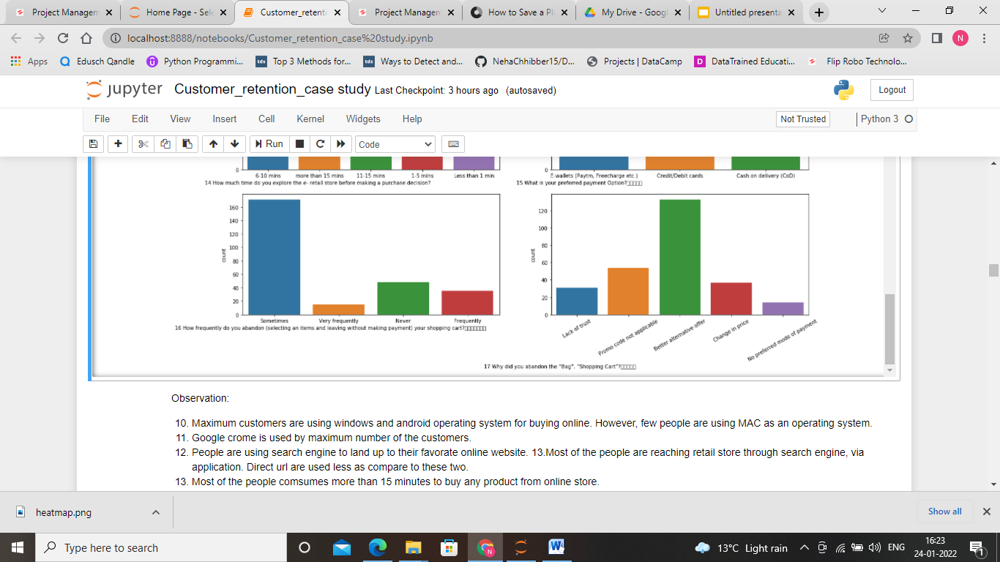 Project Managem
Home Page - Sele
Customer_retenti
Project Managem
How to Save a Pl
My Drive - Googl
Untitled presenta
localhost:8888/notebooks/Customer_retention_case%20study.ipynb
N
Apps
Edusch Qandle
Python Programmi...
tds
Top 3 Methods for...
tds
Ways to Detect and...
NehaChhibber15/D...
Projects | DataCamp
D
DataTrained Educati...
Flip Robo Technolo...
jupyter
Customer_retention_case study Last Checkpoint: 3 hours ago (autosaved)
Logout
File Edit View Insert Cell Kernel Widgets Help
Not Trusted
Python 3
Run
Code
0
6-10 mins more than 15 mins 11-15 mins 1-5 mins Less than 1 min
14 How much time do you explore the e- retail store before making a purchase decision?
0
E-wallets (Paytm, Freecharge etc.) Credit/Debit cards Cash on delivery (CoD)
15 What is your preferred payment Option?
160
140
120
100
80
60
40
20
0
count
Sometimes Very frequently Never Frequently
16 How frequently do you abandon (selecting an items and leaving without making payment) your shopping cart?
120
100
80
60
40
20
0
count
Lack of trust
Promo code not applicable
Better alternative offer
Change in price
No preferred mode of payment
17 Why did you abandon the "Bag", "Shopping Cart"?
Observation:
10. Maximum customers are using windows and android operating system for buying online. However, few people are using MAC as an operating system.
11. Google crome is used by maximum number of the customers.
12. People are using search engine to land up to their favorate online website. 13.Most of the people are reaching retail store through search engine, via
application. Direct url are used less as compare to these two.
13. Most of the people comsumes more than 15 minutes to buy any product from online store.
heatmap.png
Show all
Type here to search
N
W
13°C Light rain
ENG
16:23
24-01-2022
1